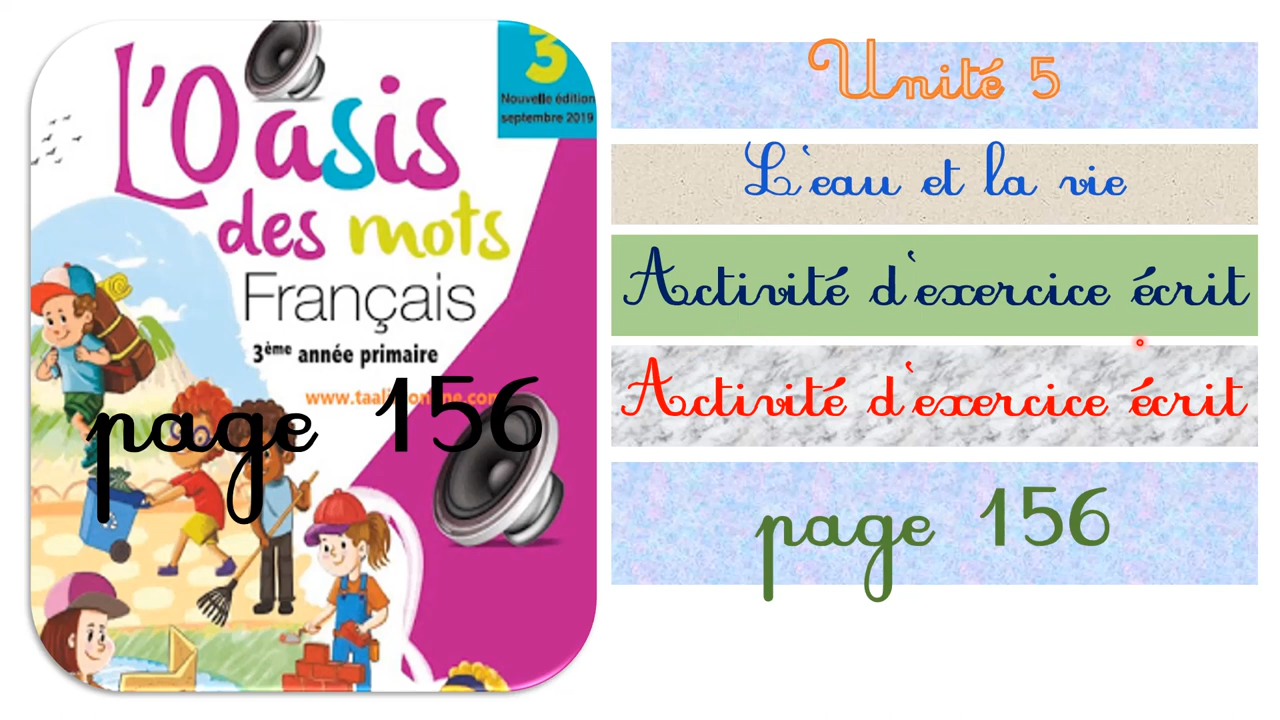 3
Nouvelle édition
septembre 2019
L'Oasis
des mots
Français
3ème année primaire
page 156
Unité 5
L'eau et la vie
Activité d'exercice écrit
Activité d'exercice écrit
page 156